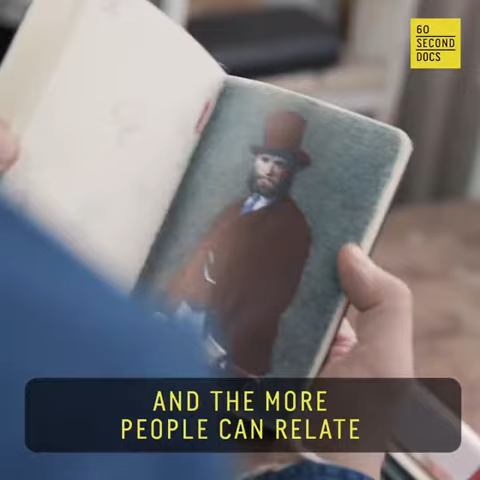 60
SECOND
DOCS
AND THE MORE
PEOPLE CAN RELATE